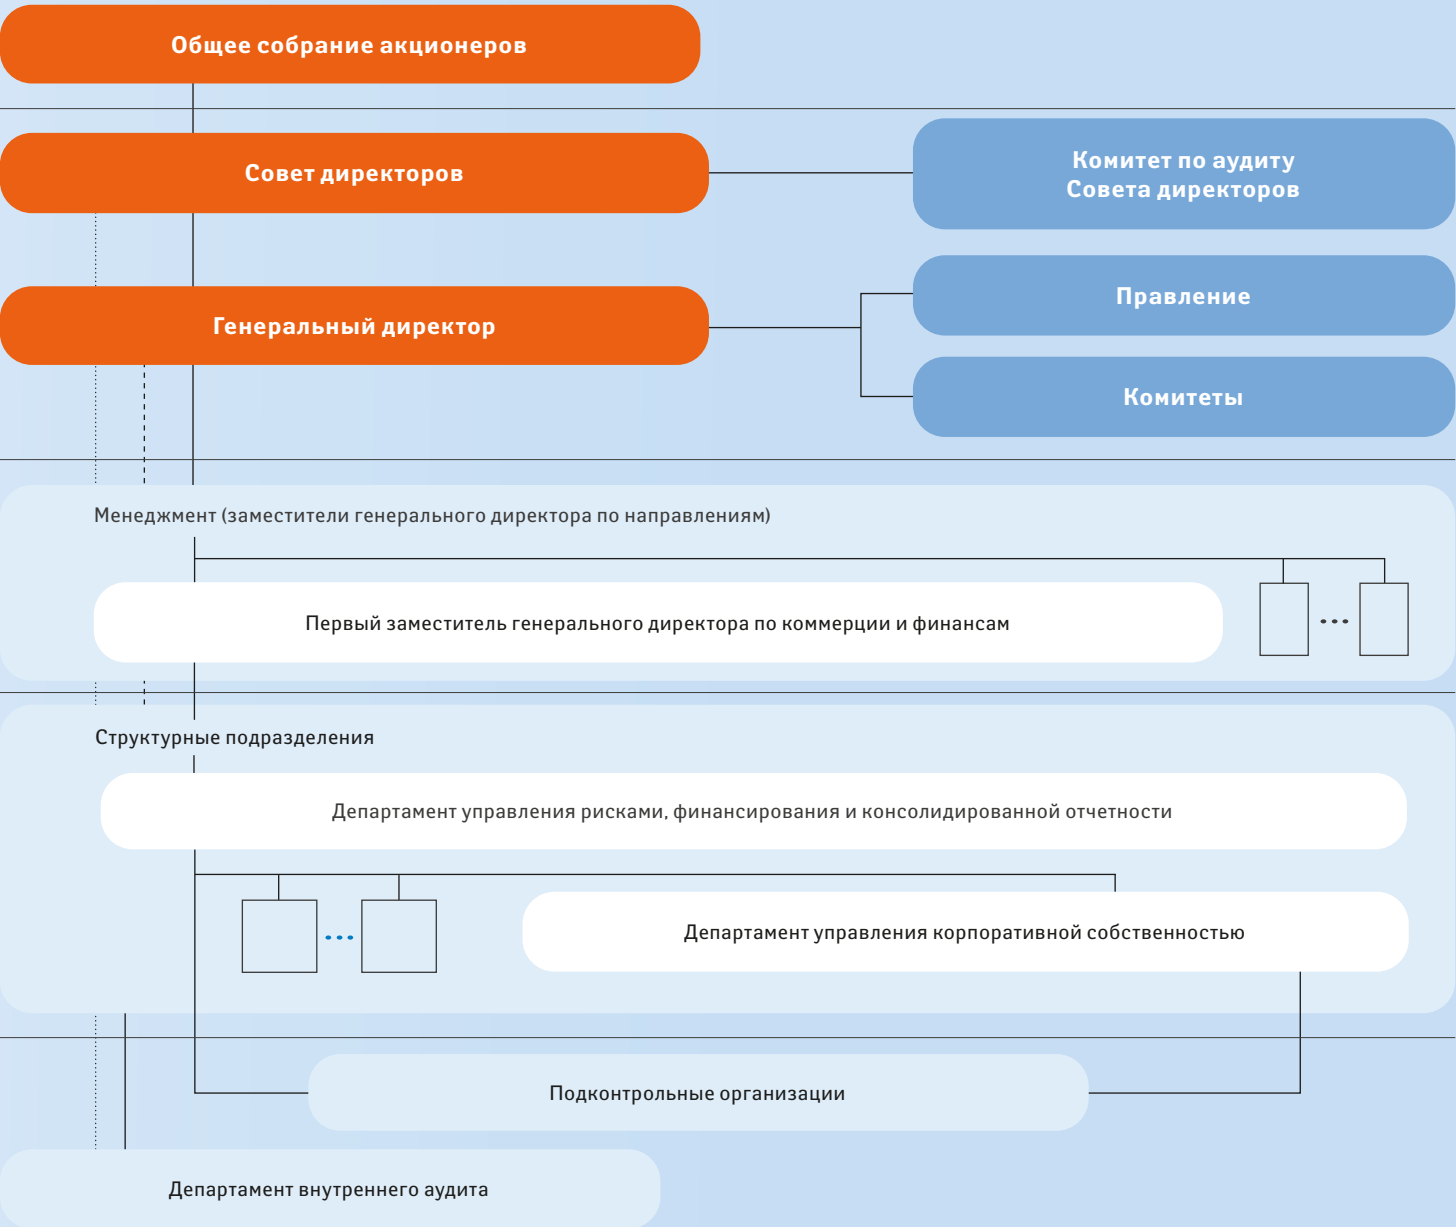 Общее собрание акционеров
Совет директоров
Комитет по аудиту
Совета директоров
Генеральный директор
Правление
Комитеты
Менеджмент (заместители генерального директора по направлениям)
Первый заместитель генерального директора по коммерции и финансам
Структурные подразделения
Департамент управления рисками, финансирования и консолидированной отчетности
Департамент управления корпоративной собственностью
Подконтрольные организации
Департамент внутреннего аудита